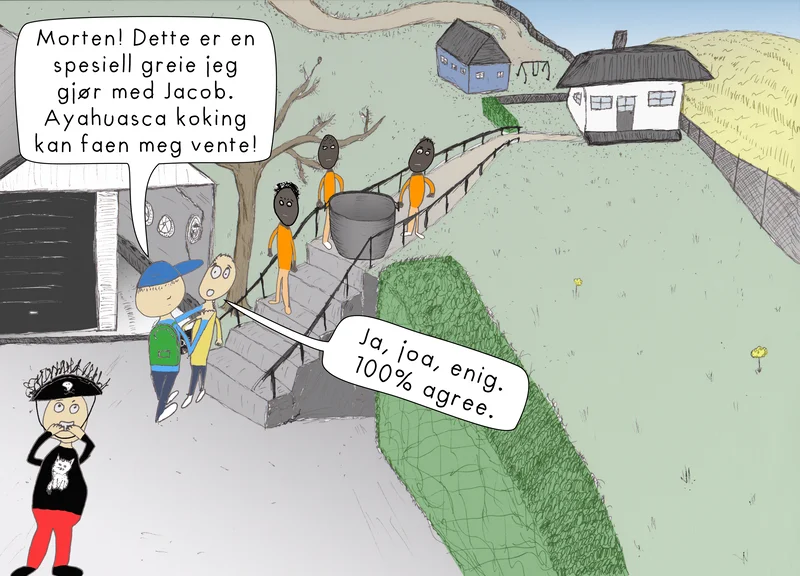 Morten! Dette er en
spesiell greie jeg
gjør med Jacob.
Ayahuasca koking
kan faen meg vente!
Ja, joa, enig.
100% agree.